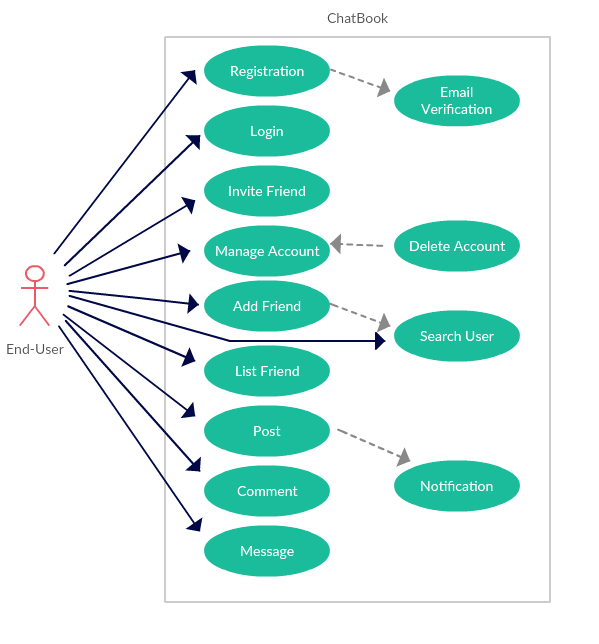 ChatBook
Registration
Email
Verification
Login
Invite Friend
Manage Account
Delete Account
Add Friend
Search User
End-User
List Friend
Post
Notification
Comment
Message